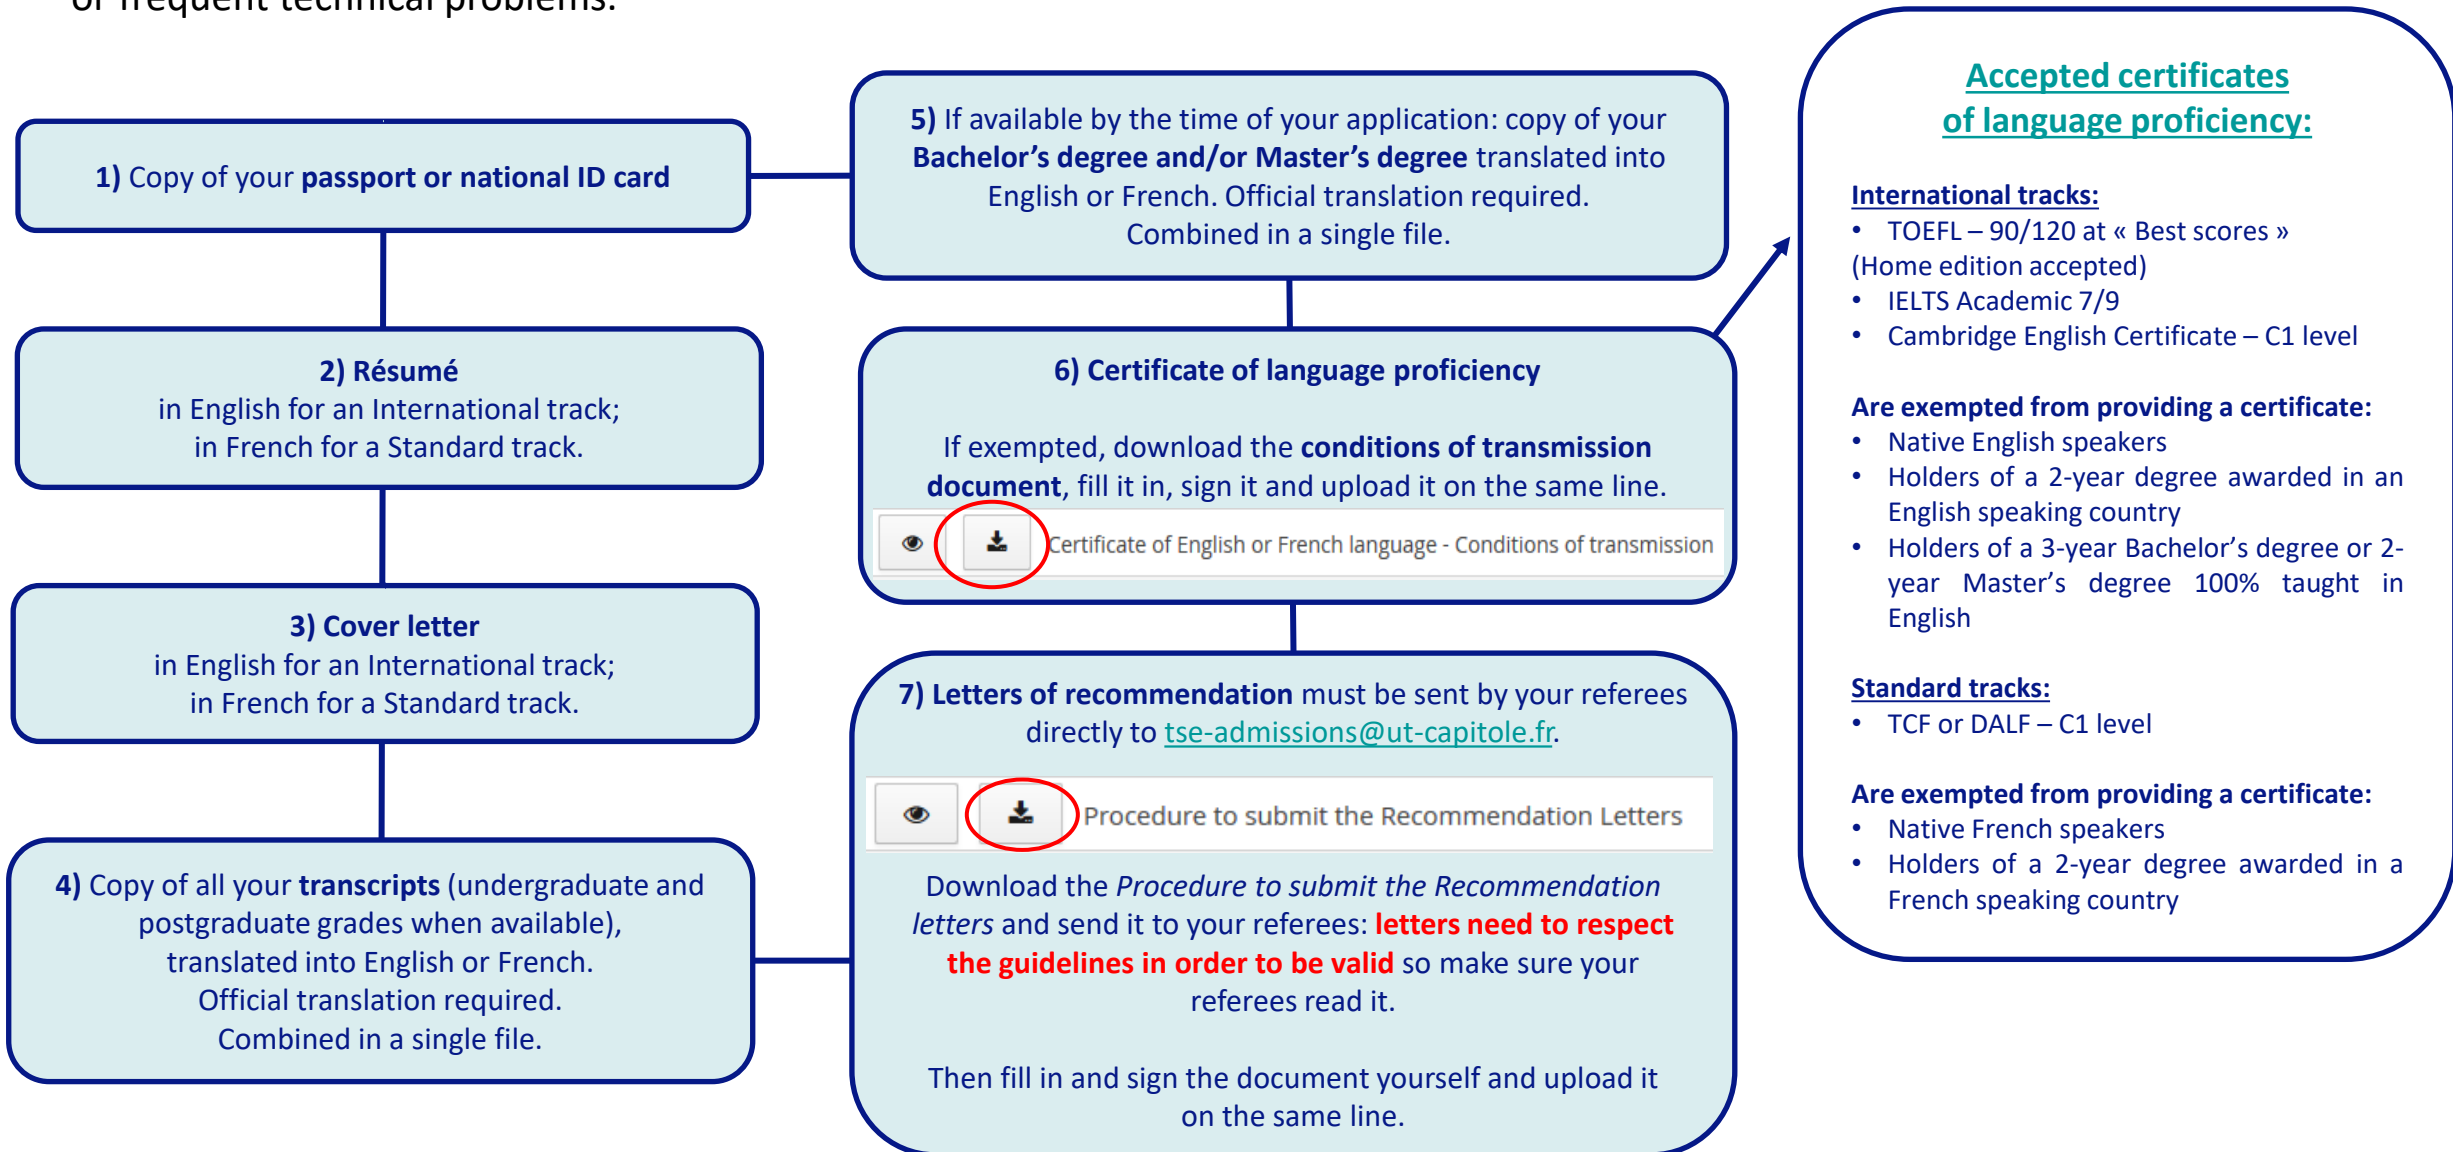 or frequent technical problems.
1) Copy of your passport or national ID card
2) Résumé
in English for an International track;
in French for a Standard track.
3) Cover letter
in English for an International track;
in French for a Standard track.
4) Copy of all your transcripts (undergraduate and
postgraduate grades when available),
translated into English or French.
Official translation required.
Combined in a single file.
5) If available by the time of your application: copy of your
Bachelor’s degree and/or Master’s degree translated into
English or French. Official translation required.
Combined in a single file.
6) Certificate of language proficiency
If exempted, download the conditions of transmission
document, fill it in, sign it and upload it on the same line.
Certificate of English or French language - Conditions of transmission
7) Letters of recommendation must be sent by your referees
directly to tse-admissions@ut-capitole.fr.
Procedure to submit the Recommendation Letters
Download the Procedure to submit the Recommendation
letters and send it to your referees: letters need to respect
the guidelines in order to be valid so make sure your
referees read it.
Then fill in and sign the document yourself and upload it
on the same line.
Accepted certificates
of language proficiency:
International tracks:
• TOEFL – 90/120 at « Best scores »
(Home edition accepted)
• IELTS Academic 7/9
• Cambridge English Certificate – C1 level
Are exempted from providing a certificate:
• Native English speakers
• Holders of a 2-year degree awarded in an
English speaking country
• Holders of a 3-year Bachelor’s degree or 2-
year Master’s degree 100% taught in
English
Standard tracks:
• TCF or DALF – C1 level
Are exempted from providing a certificate:
• Native French speakers
• Holders of a 2-year degree awarded in a
French speaking country